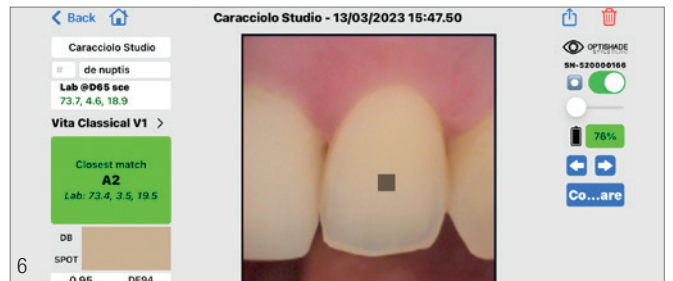 Back
Caracciolo Studio - 13/03/2023 15:47.50
Caracciolo Studio
# de nuptis
Lab @D65 sce
73.7, 4.6, 18.9
Vita Classical V1 >
Closest match
A2
Lab: 73.4, 3.5, 19.5
DB
SPOT
0.95 DE94
OPTISHADE
SN-520000166
76%
Co...are
6